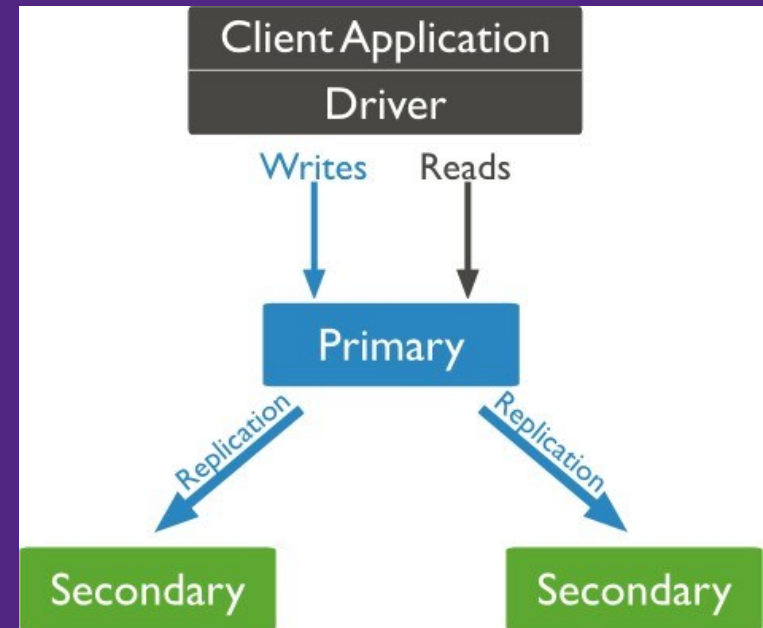 Client Application
Driver
Writes Reads
Primary
Replication
Replication
Secondary
Secondary